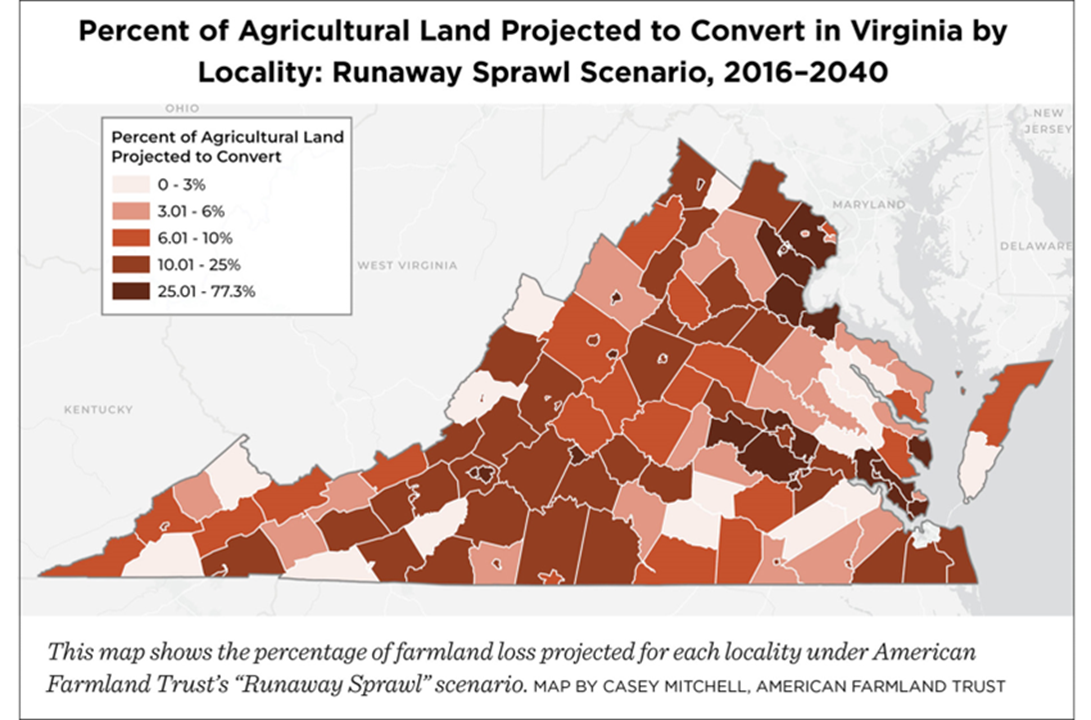 Percent of Agricultural Land Projected to Convert in Virginia by
Locality: Runaway Sprawl Scenario, 2016–2040
OHIO
NEW
JERSEY
Percent of Agricultural Land
Projected to Convert
0 - 3%
3.01 - 6%
6.01 - 10%
10.01 - 25%
25.01 - 77.3%
MARYLAND
DELAWARE
WEST VIRGINIA
KENTUCKY
This map shows the percentage of farmland loss projected for each locality under American
Farmland Trust’s “Runaway Sprawl” scenario. MAP BY CASEY MITCHELL, AMERICAN FARMLAND TRUST